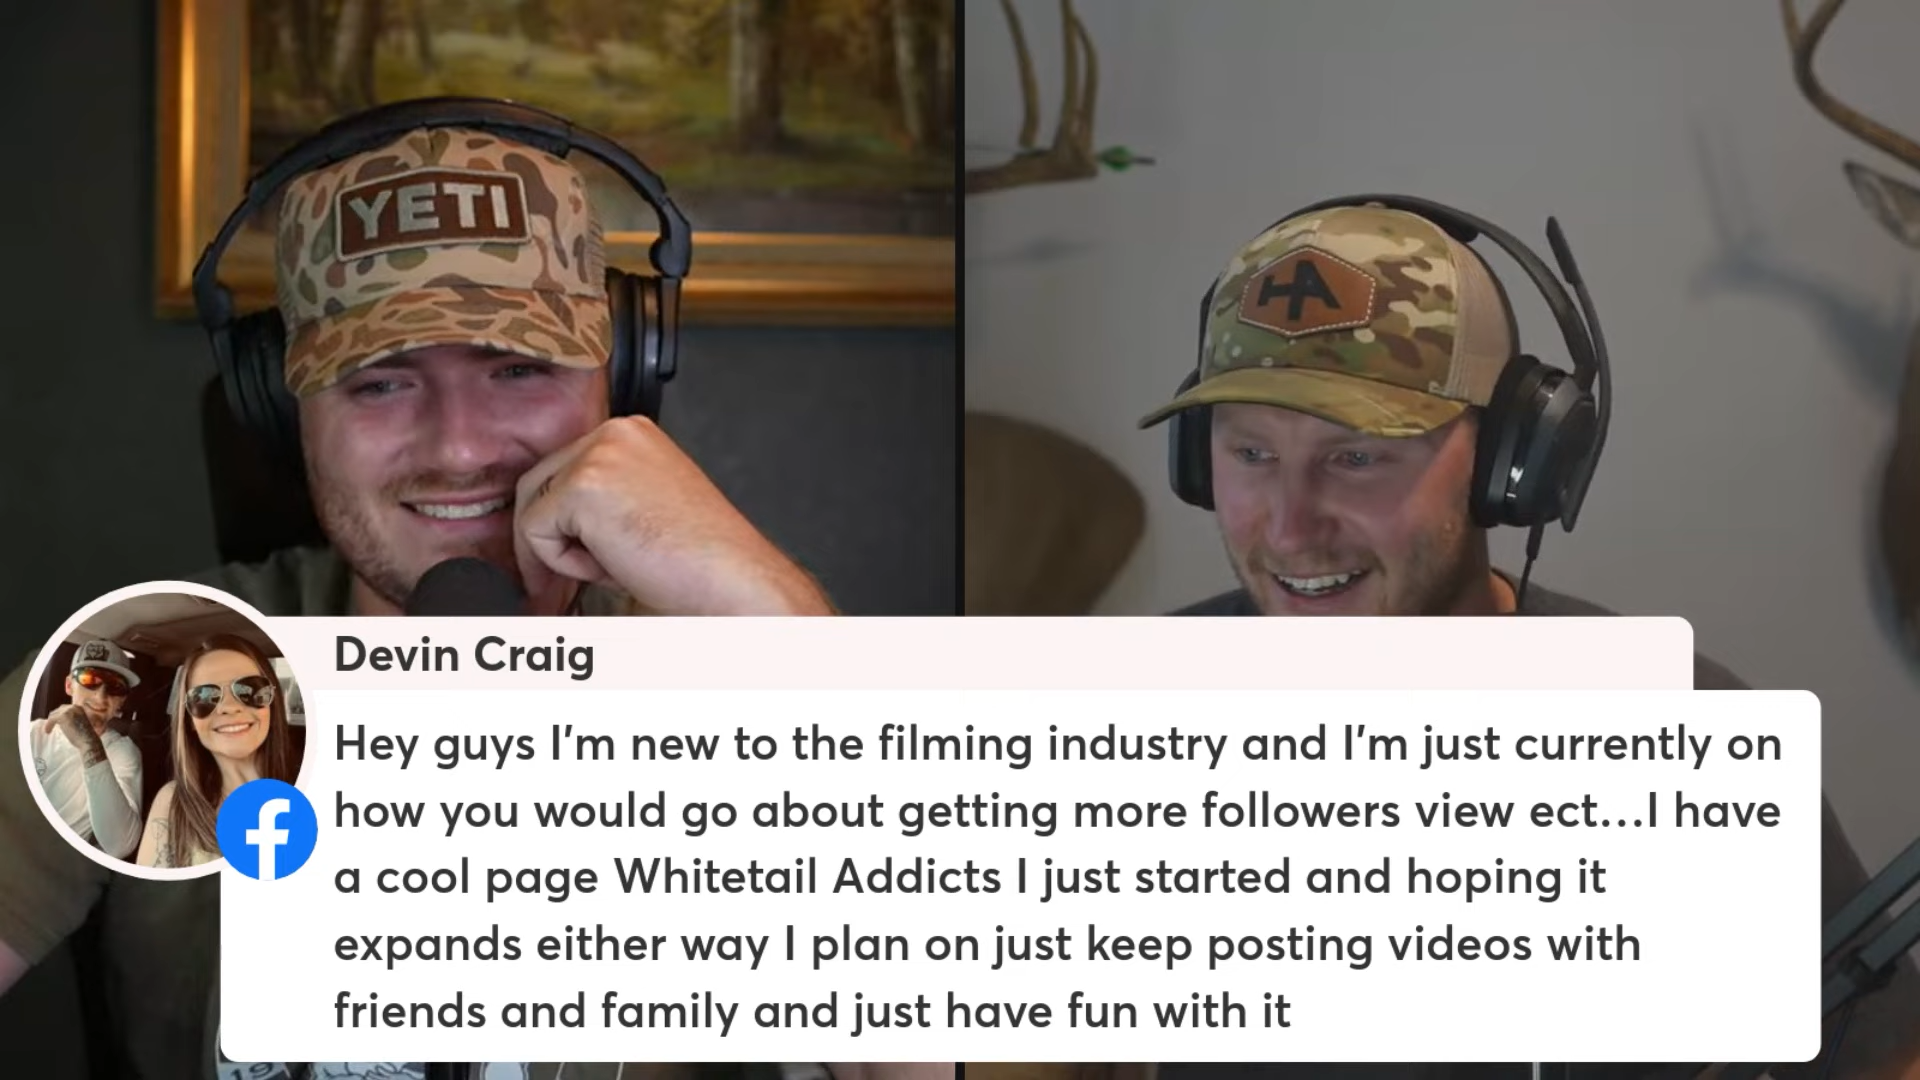 YETI
HA
Devin Craig
Hey guys I'm new to the filming industry and I'm just currently on
how you would go about getting more followers view ect...I have
a cool page Whitetail Addicts I just started and hoping it
expands either way I plan on just keep posting videos with
friends and family and just have fun with it
19